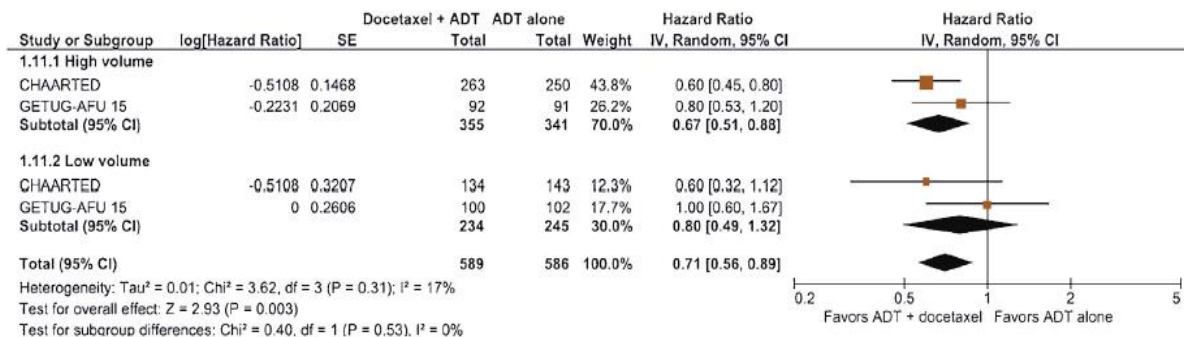 Docetaxel + ADT ADT alone Hazard Ratio Hazard Ratio
Study or Subgroup log[Hazard Ratio] SE Total Total Weight IV, Random, 95% CI IV, Random, 95% CI
1.11.1 High volume
CHAARTED -0.5108 0.1468 263 250 43.8% 0.60 [0.45, 0.80]
GETUG-AFU 15 -0.2231 0.2069 92 91 26.2% 0.80 [0.53, 1.20]
Subtotal (95% CI) 355 341 70.0% 0.67 [0.51, 0.88]
1.11.2 Low volume
CHAARTED -0.5108 0.3207 134 143 12.3% 0.60 [0.32, 1.12]
GETUG-AFU 15 0 0.2606 100 102 17.7% 1.00 [0.60, 1.67]
Subtotal (95% CI) 234 245 30.0% 0.80 [0.49, 1.32]
Total (95% CI) 589 586 100.0% 0.71 [0.56, 0.89]
Heterogeneity: Tau² = 0.01; Chi² = 3.62, df = 3 (P = 0.31); I² = 17%
Test for overall effect: Z = 2.93 (P = 0.003)
Test for subgroup differences: Chi² = 0.40, df = 1 (P = 0.53), I² = 0%
0.2 0.5 1 2 5
Favors ADT + docetaxel Favors ADT alone